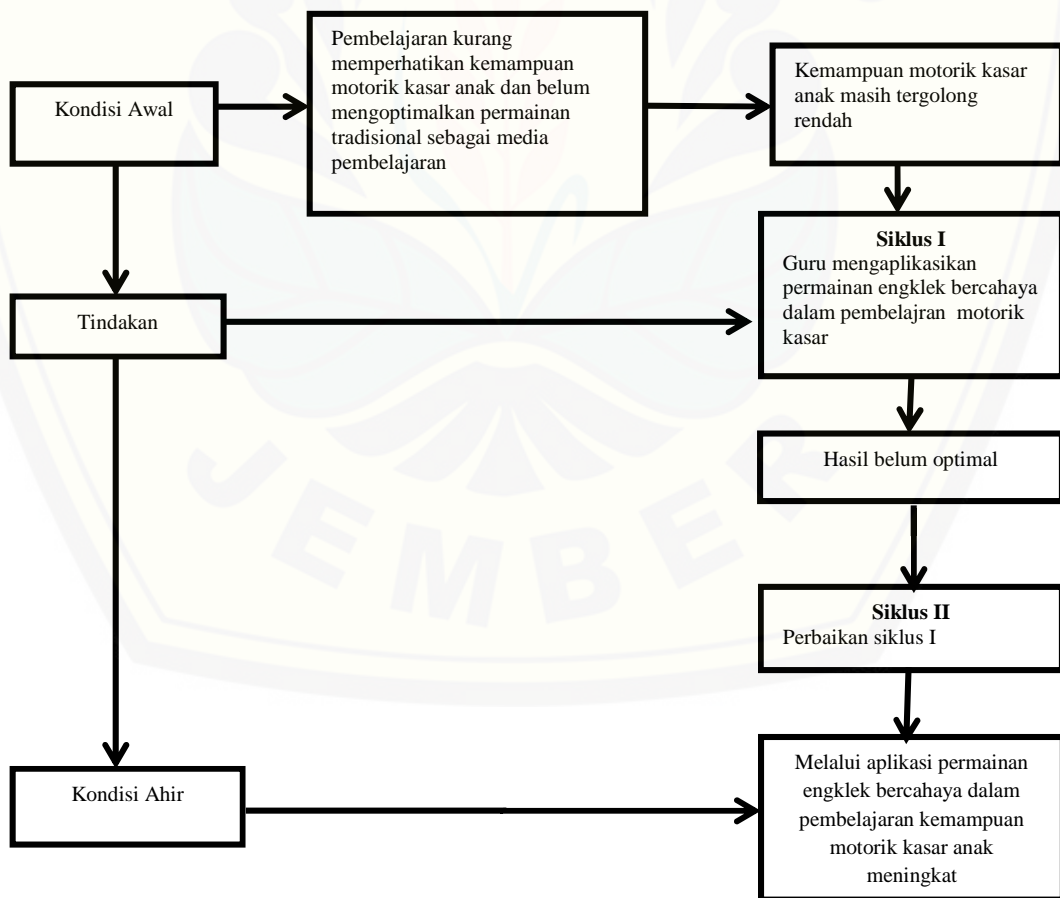 Kondisi Awal
Pembelajaran kurang
memperhatikan kemampuan
motorik kasar anak dan belum
mengoptimalkan permainan
tradisional sebagai media
pembelajaran
Kemampuan motorik kasar
anak masih tergolong
rendah
Tindakan
Siklus I
Guru mengaplikasikan
permainan engklek bercahaya
dalam pembelajran motorik
kasar
Hasil belum optimal
Siklus II
Perbaikan siklus I
Kondisi Ahir
Melalui aplikasi permainan
engklek bercahaya dalam
pembelajaran kemampuan
motorik kasar anak
meningkat
JEMBER